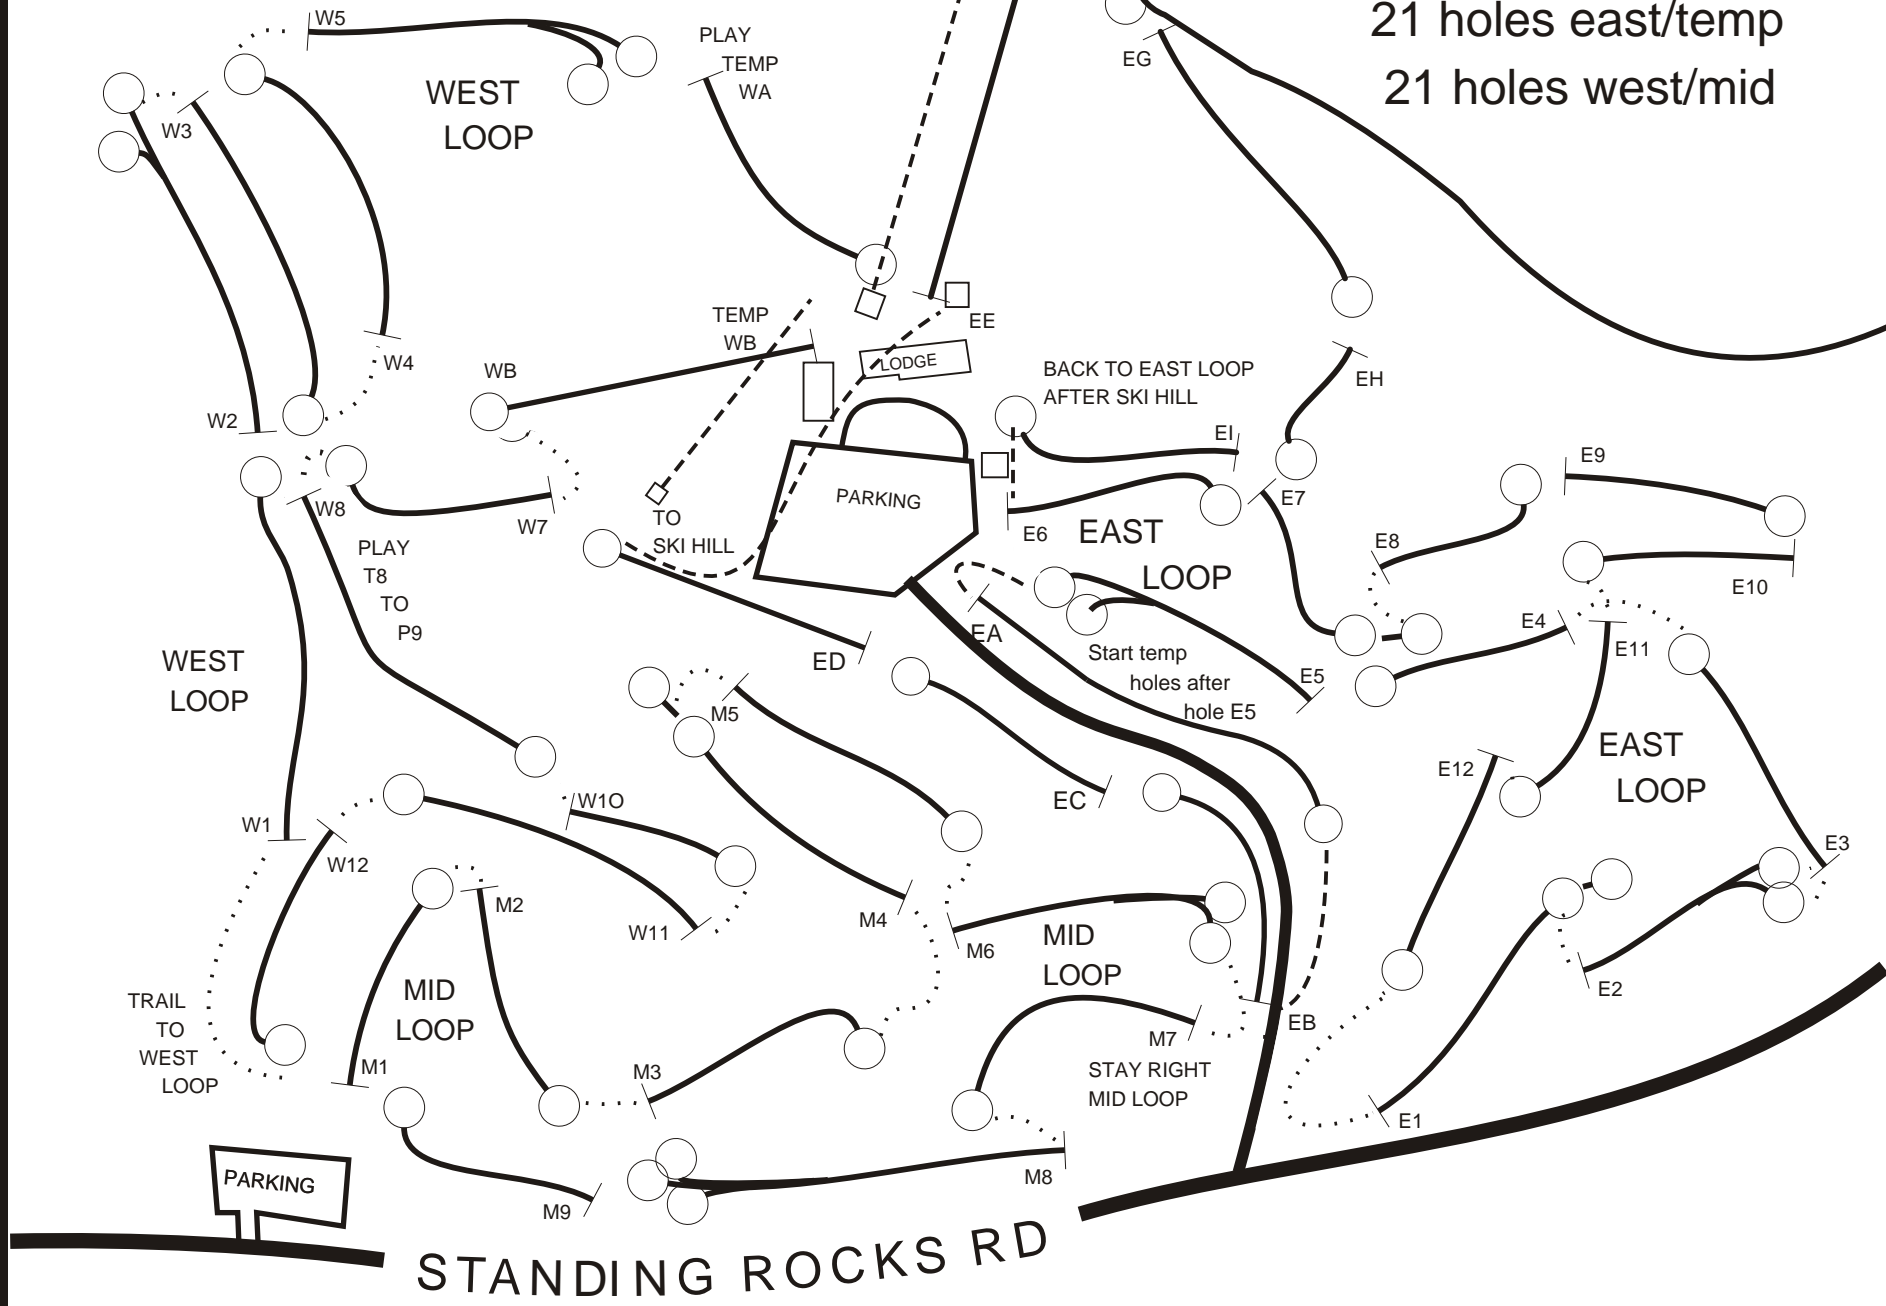 21 holes east/temp
21 holes west/mid
W5
PLAY
TEMP
WA
EG
WEST
LOOP
W3
EE
TEMP
WB
LODGE
W4
WB
BACK TO EAST LOOP
AFTER SKI HILL
EH
W2
EI
E9
W8
W7
PARKING
E7
TO
SKI HILL
E6
EAST
LOOP
E8
E10
PLAY
T8
TO
P9
EA
E4
E11
WEST
LOOP
ED
Start temp
holes after
hole E5
E5
M5
EAST
LOOP
E12
EC
W1O
W1
W12
E3
M2
W11
M4
M6
MID
LOOP
MID
LOOP
E2
TRAIL
TO
WEST
LOOP
EB
M7
STAY RIGHT
MID LOOP
M1
M3
E1
PARKING
M8
M9
STANDING ROCKS RD